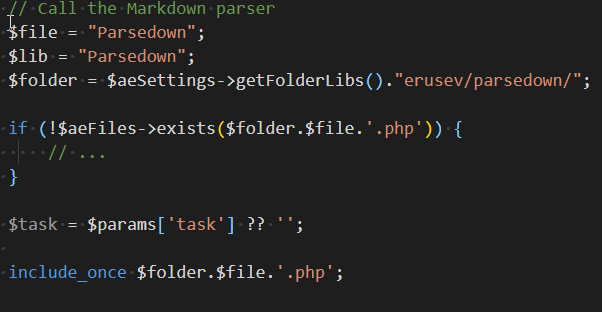 // Call the Markdown parser
$file = "Parsedown";
$lib = "Parsedown";
$folder = $aeSettings->getFolderLibs()."erusev/parsedown/";
if (!$aeFiles->exists($folder.$file.'.php')) {
// ...
}
$task = $params['task'] ?? '';
include_once $folder.$file.'.php';